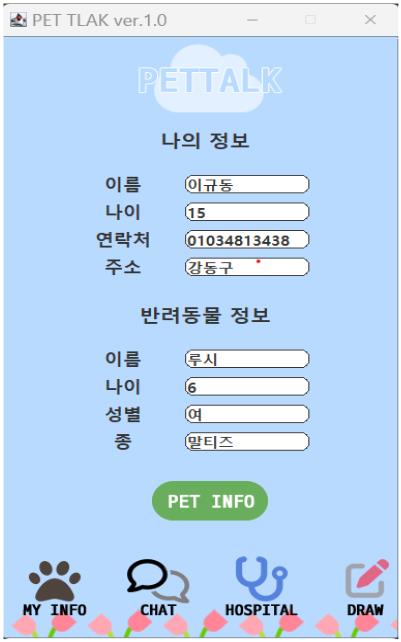 PET TLAK ver.1.0
PETTALK
나의 정보
이름 이규동
나이 15
연락처 01034813438
주소 강동구
반려동물 정보
이름 루시
나이 6
성별 여
종 말티즈
PET INFO
MY INFO CHAT HOSPITAL DRAW